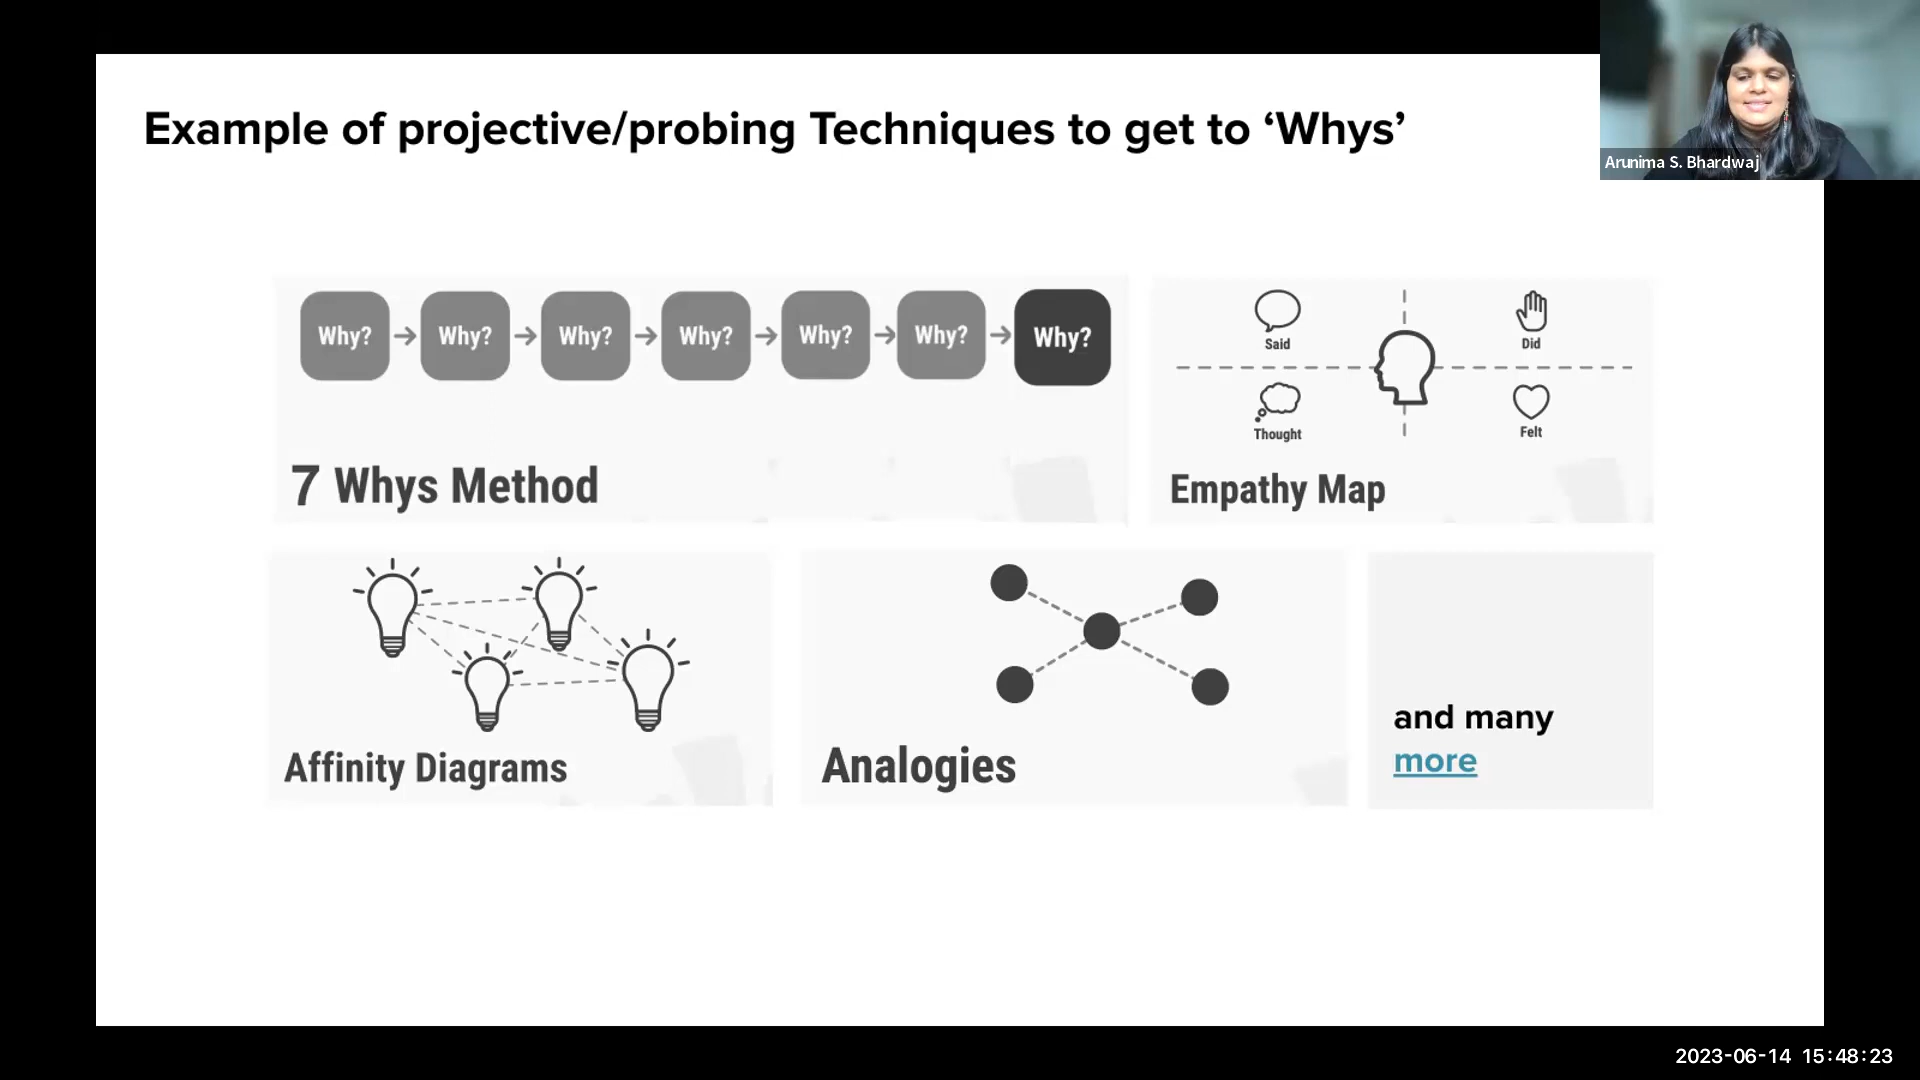 Example of projective/probing Techniques to get to ‘Whys’
Arunima S. Bhardwaj
Why? Why? Why? Why? Why? Why? Why?
7 Whys Method
Said
Did
Thought
Felt
Empathy Map
Affinity Diagrams
Analogies
and many
more
2023-06-14 15:48:23